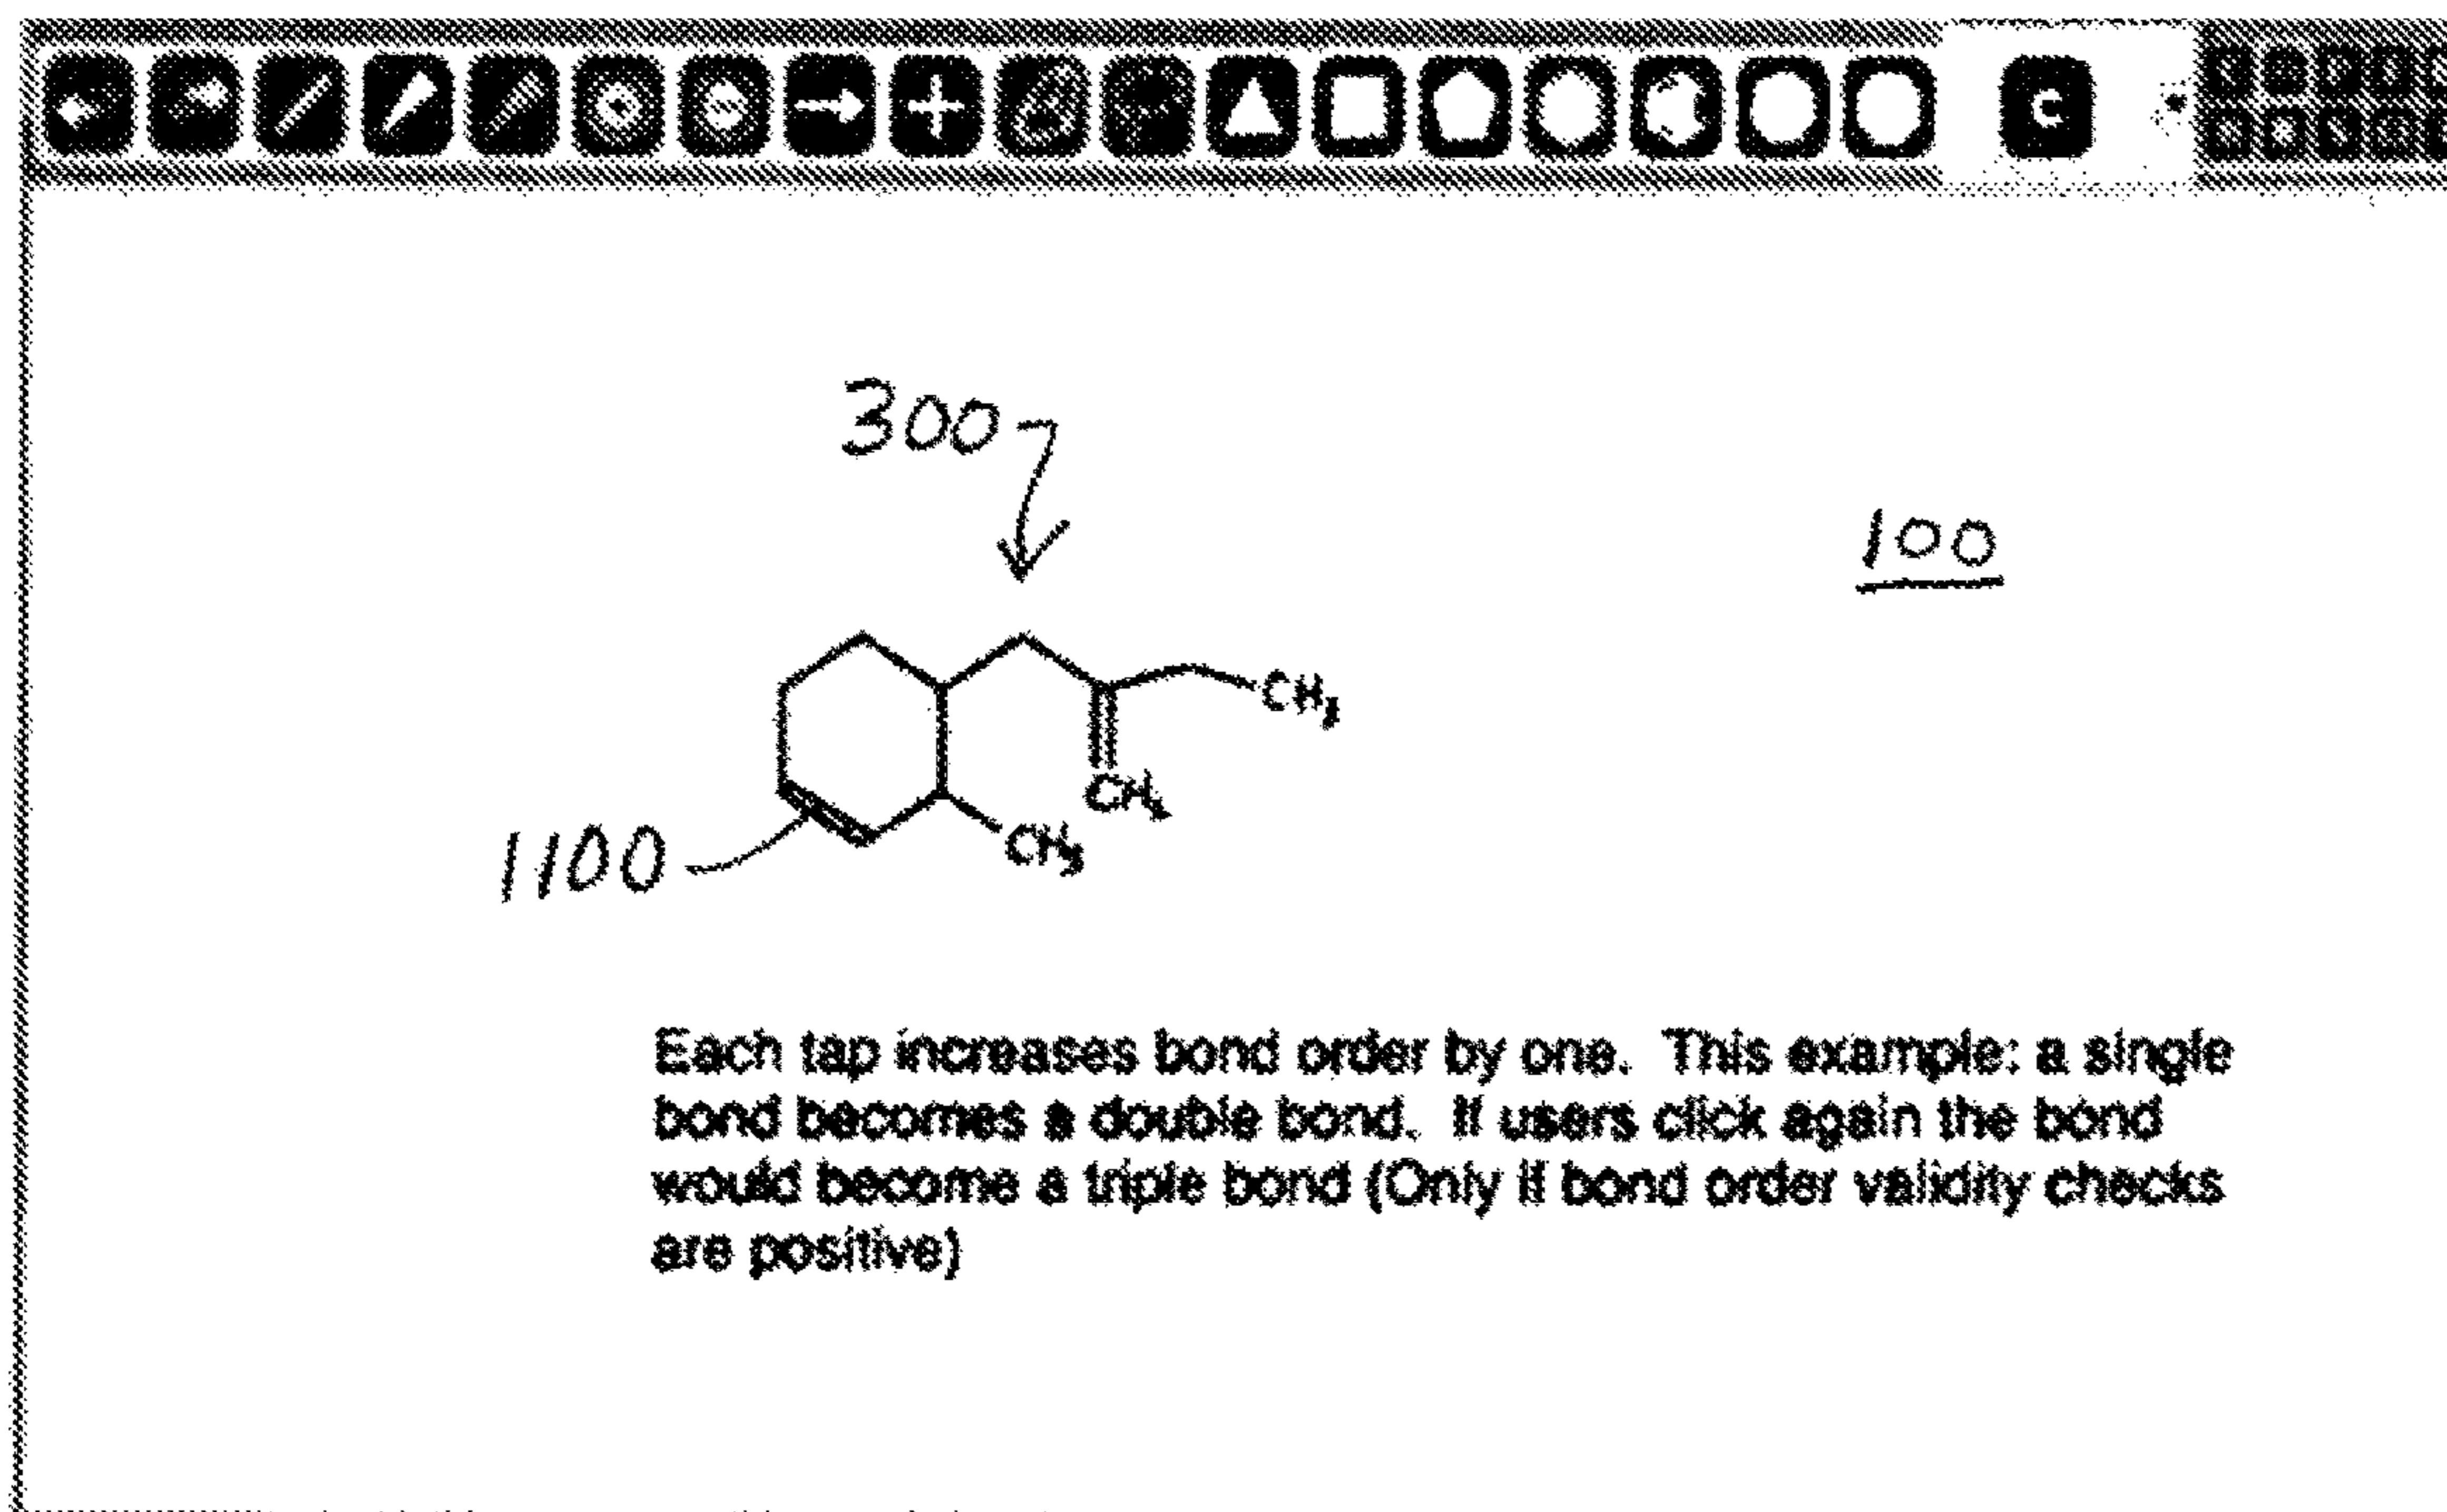 C
300
100
CH3
CH2
CH3
1100
Each tap increases bond order by one. This example: a single
bond becomes a double bond. If users click again the bond
would become a triple bond (Only if bond order validity checks
are positive)